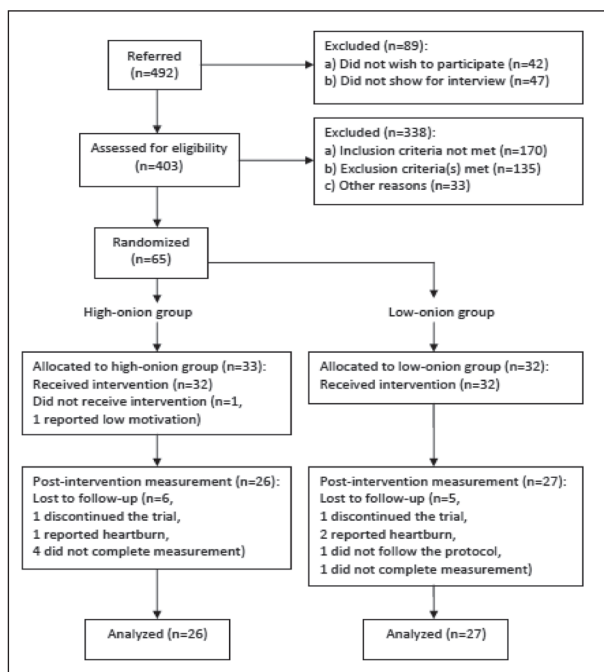 Referred
(n=492)
Excluded (n=89):
a) Did not wish to participate (n=42)
b) Did not show for interview (n=47)
Assessed for eligibility
(n=403)
Excluded (n=338):
a) Inclusion criteria not met (n=170)
b) Exclusion criteria(s) met (n=135)
c) Other reasons (n=33)
Randomized
(n=65)
High-onion group
Low-onion group
Allocated to high-onion group (n=33):
Received intervention (n=32)
Did not receive intervention (n=1,
1 reported low motivation)
Allocated to low-onion group (n=32):
Received intervention (n=32)
Post-intervention measurement (n=26):
Lost to follow-up (n=6,
1 discontinued the trial,
1 reported heartburn,
4 did not complete measurement)
Post-intervention measurement (n=27):
Lost to follow-up (n=5,
1 discontinued the trial,
2 reported heartburn,
1 did not follow the protocol,
1 did not complete measurement)
Analyzed (n=26)
Analyzed (n=27)